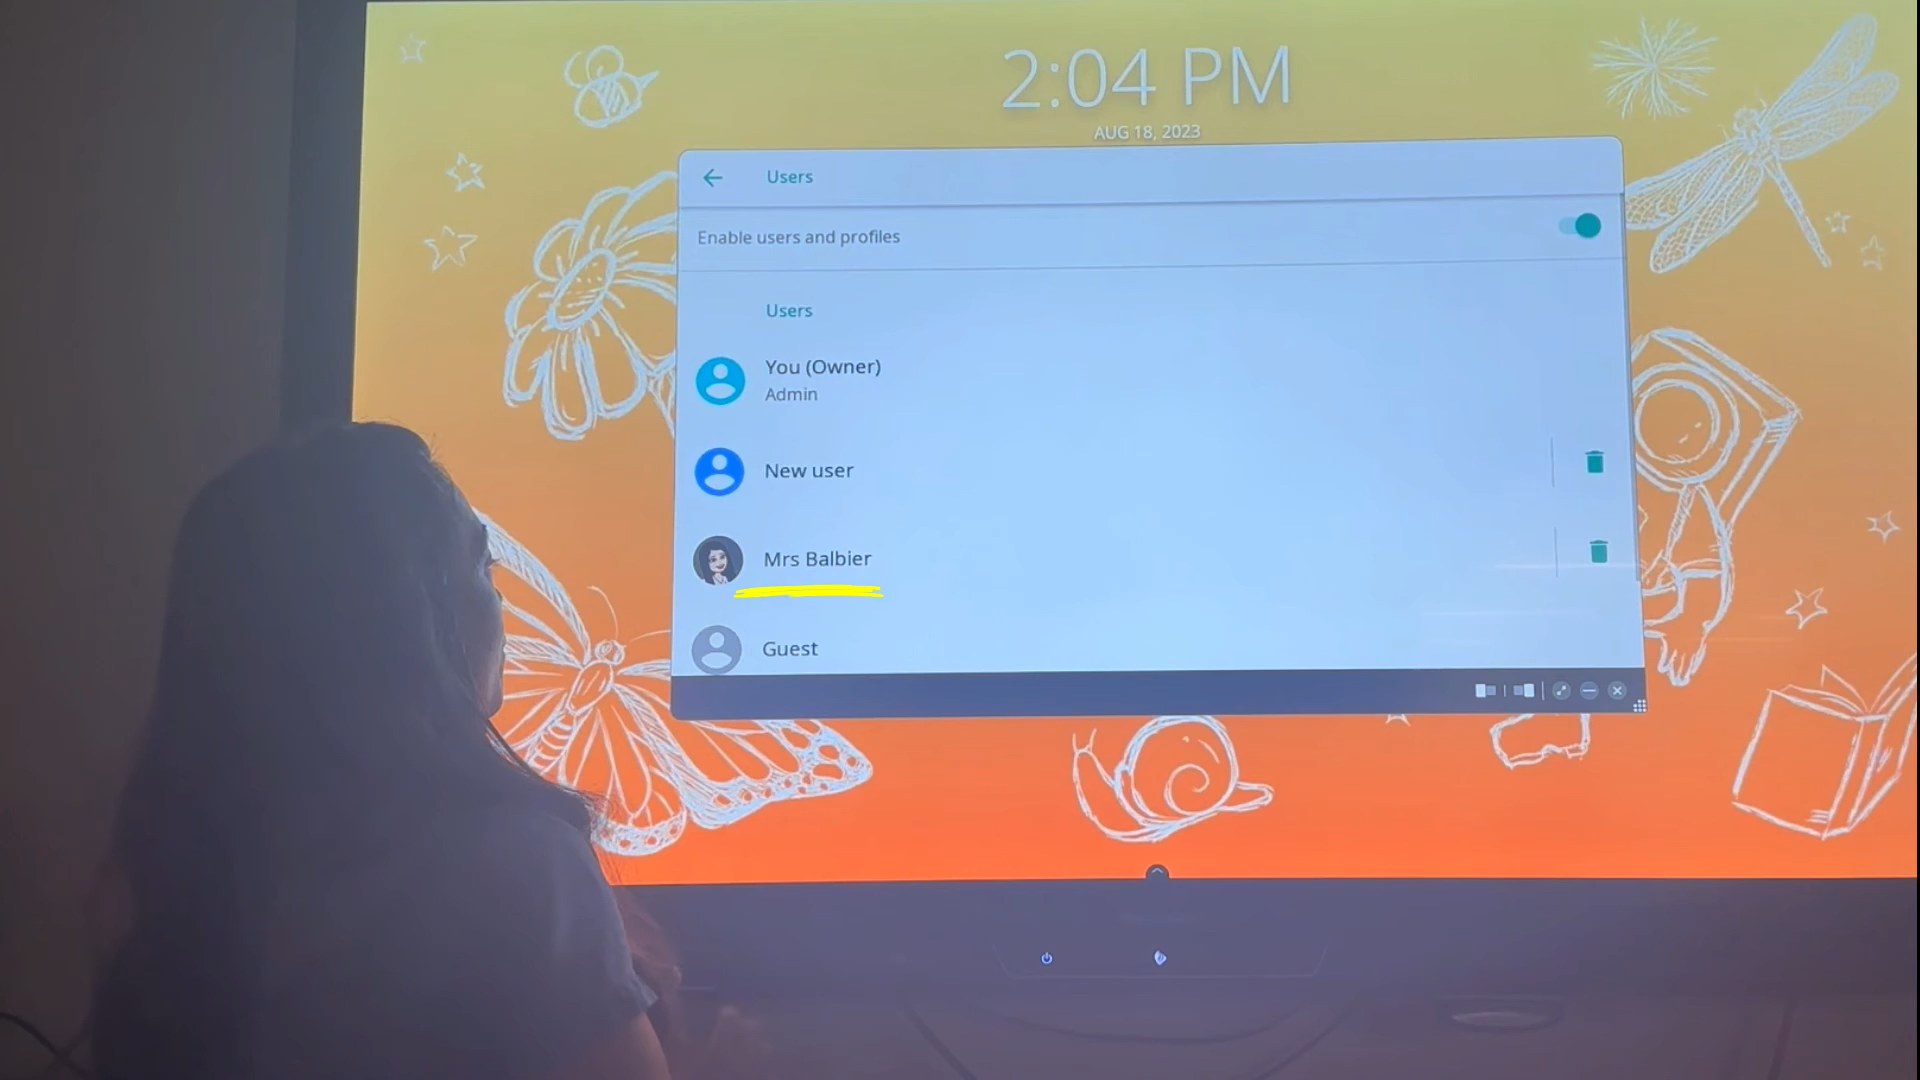 2:04 PM
AUG 18, 2023
Users
Enable users and profiles
Users
You (Owner)
Admin
New user
Mrs Balbier
Guest